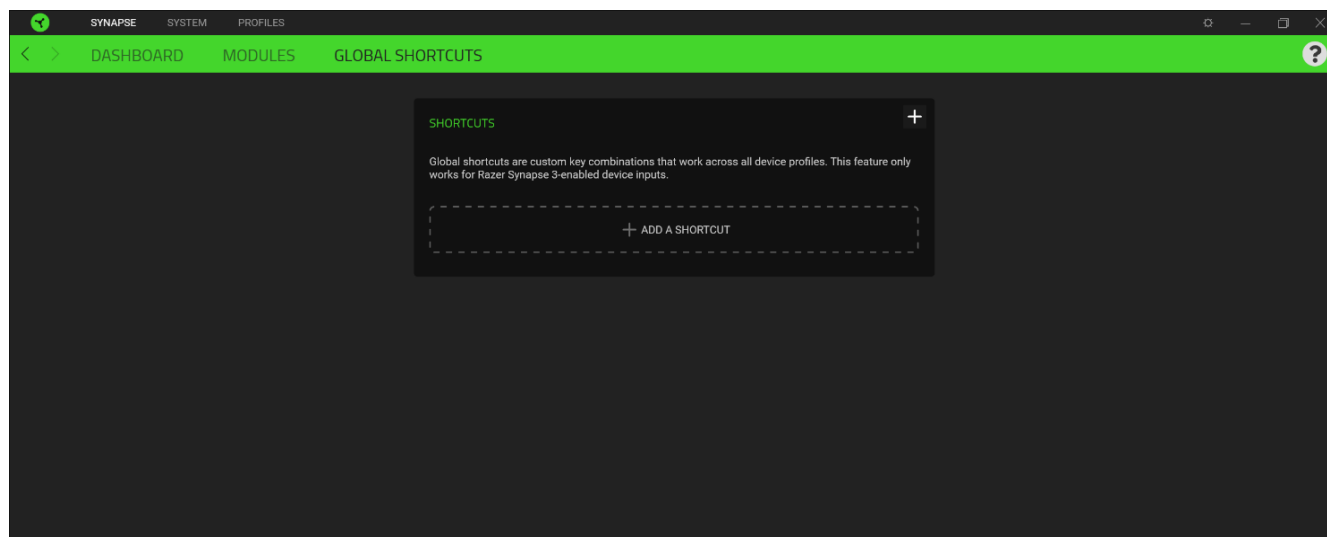 SYNAPSE SYSTEM PROFILES
DASHBOARD MODULES GLOBAL SHORTCUTS ?
SHORTCUTS
Global shortcuts are custom key combinations that work across all device profiles. This feature only
works for Razer Synapse 3-enabled device inputs.
ADD A SHORTCUT